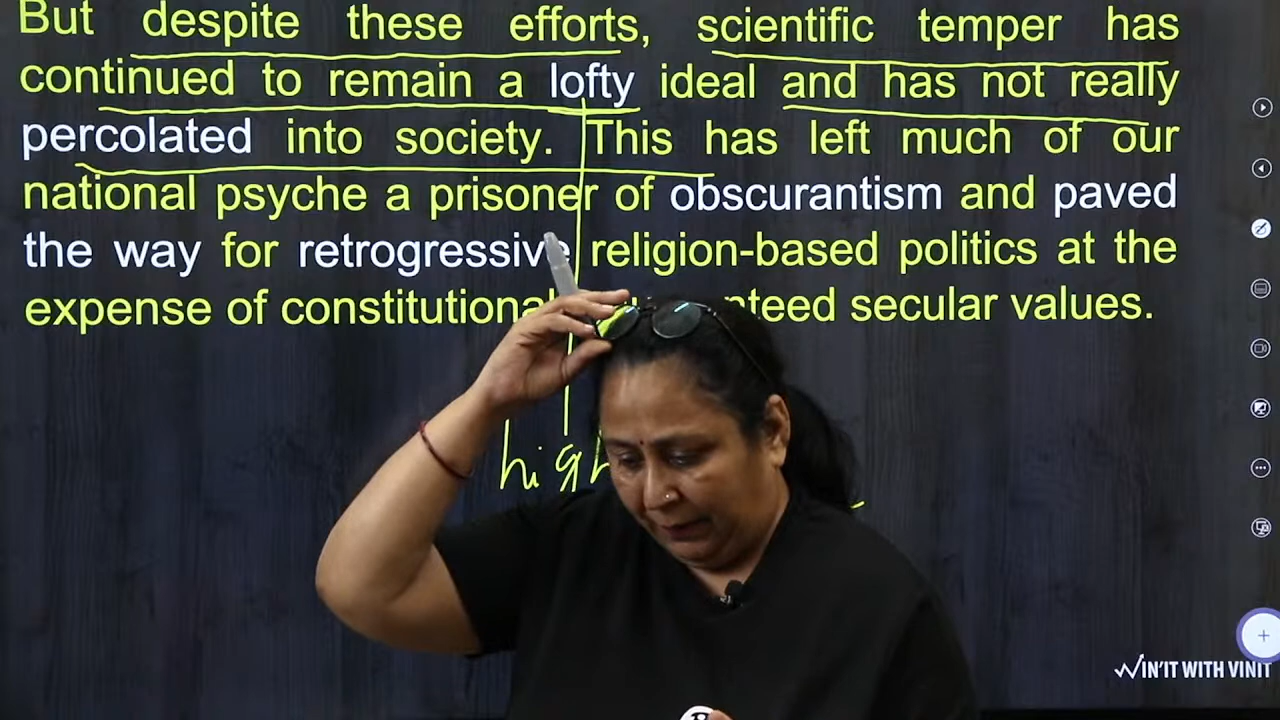 But despite these efforts, scientific temper has
continued to remain a lofty ideal and has not really
percolated into society. This has left much of our
national psyche a prisoner of obscurantism and paved
the way for retrogressive religion-based politics at the
expense of secular values.
WIN'IT WITH VINIT